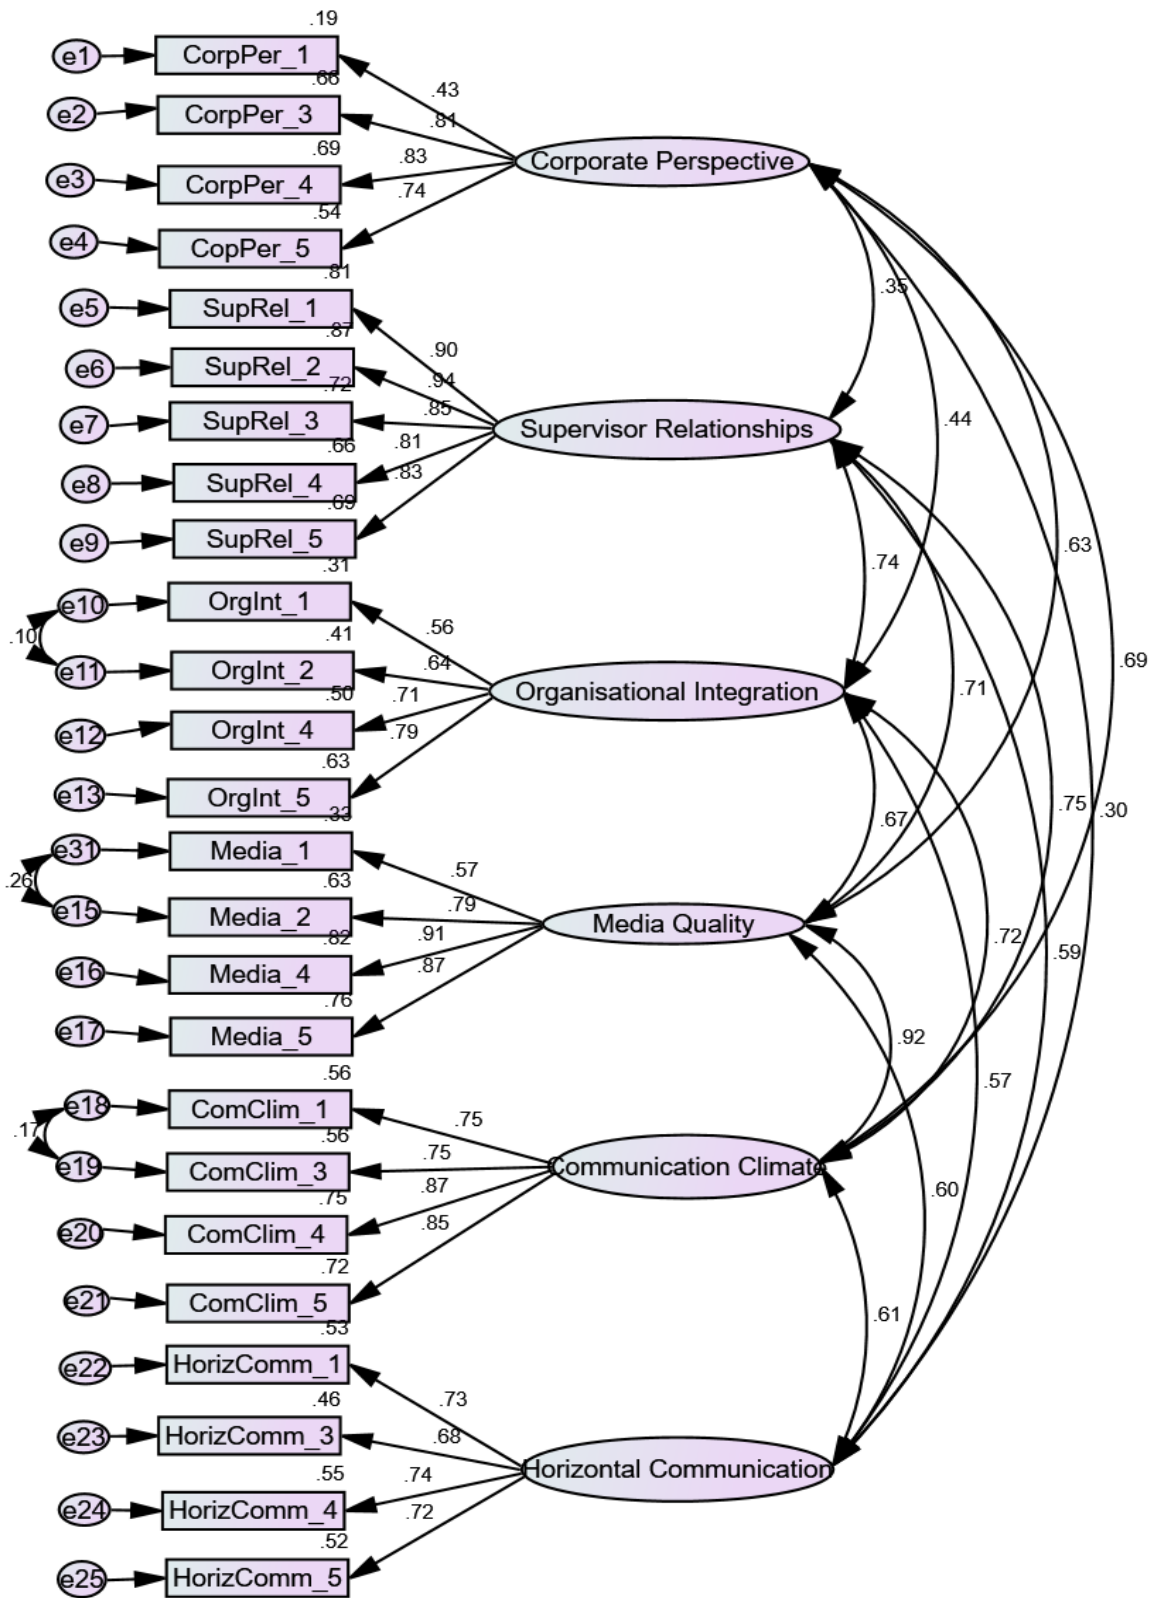 .19
e1 CorpPer_1
.66
.43
e2 CorpPer_3
.81
.69
.83
Corporate Perspective
e3 CorpPer_4
.74
.54
e4 CopPer_5
.81
.35
e5 SupRel_1
.87
.90
e6 SupRel_2
.94
.72
.85
e7 SupRel_3
.44
Supervisor Relationships
.66
.81
.83
e8 SupRel_4
.69
e9 SupRel_5
.63
.31
.74
e10 OrgInt_1
.56
.10
.41
.64
.69
e11 OrgInt_2
.71
.50
.71
Organisational Integration
e12 OrgInt_4
.79
.63
e13 OrgInt_5
.75
.30
.33
.67
e31 Media_1
.57
.26
.63
.79
e15 Media_2
Media Quality
.82
.91
.72
.59
e16 Media_4
.87
.76
e17 Media_5
.92
.56
.57
e18 ComClim_1
.75
.17
.56
.75
e19 ComClim_3
Communication Climate
.75
.87
.60
.85
e20 ComClim_4
.72
e21 ComClim_5
.61
.53
e22 HorizComm_1
.46
.73
e23 HorizComm_3
.68
.55
.74
Horizontal Communication
e24 HorizComm_4
.72
.52
e25 HorizComm_5